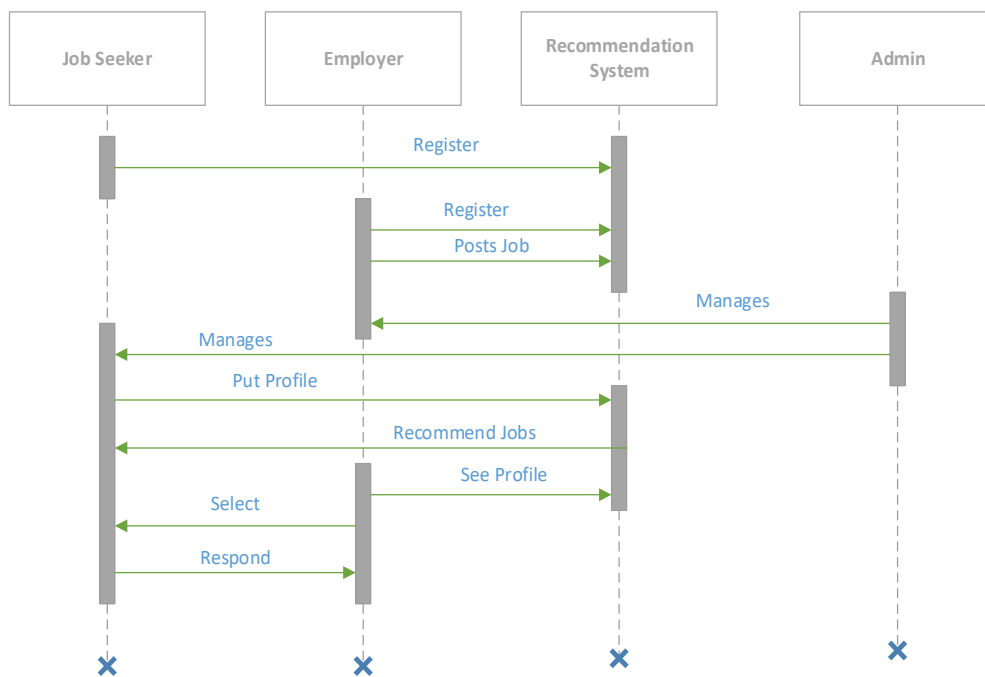 Job Seeker
Employer
Recommendation
System
Admin
Register
Register
Posts Job
Manages
Manages
Put Profile
Recommend Jobs
See Profile
Select
Respond